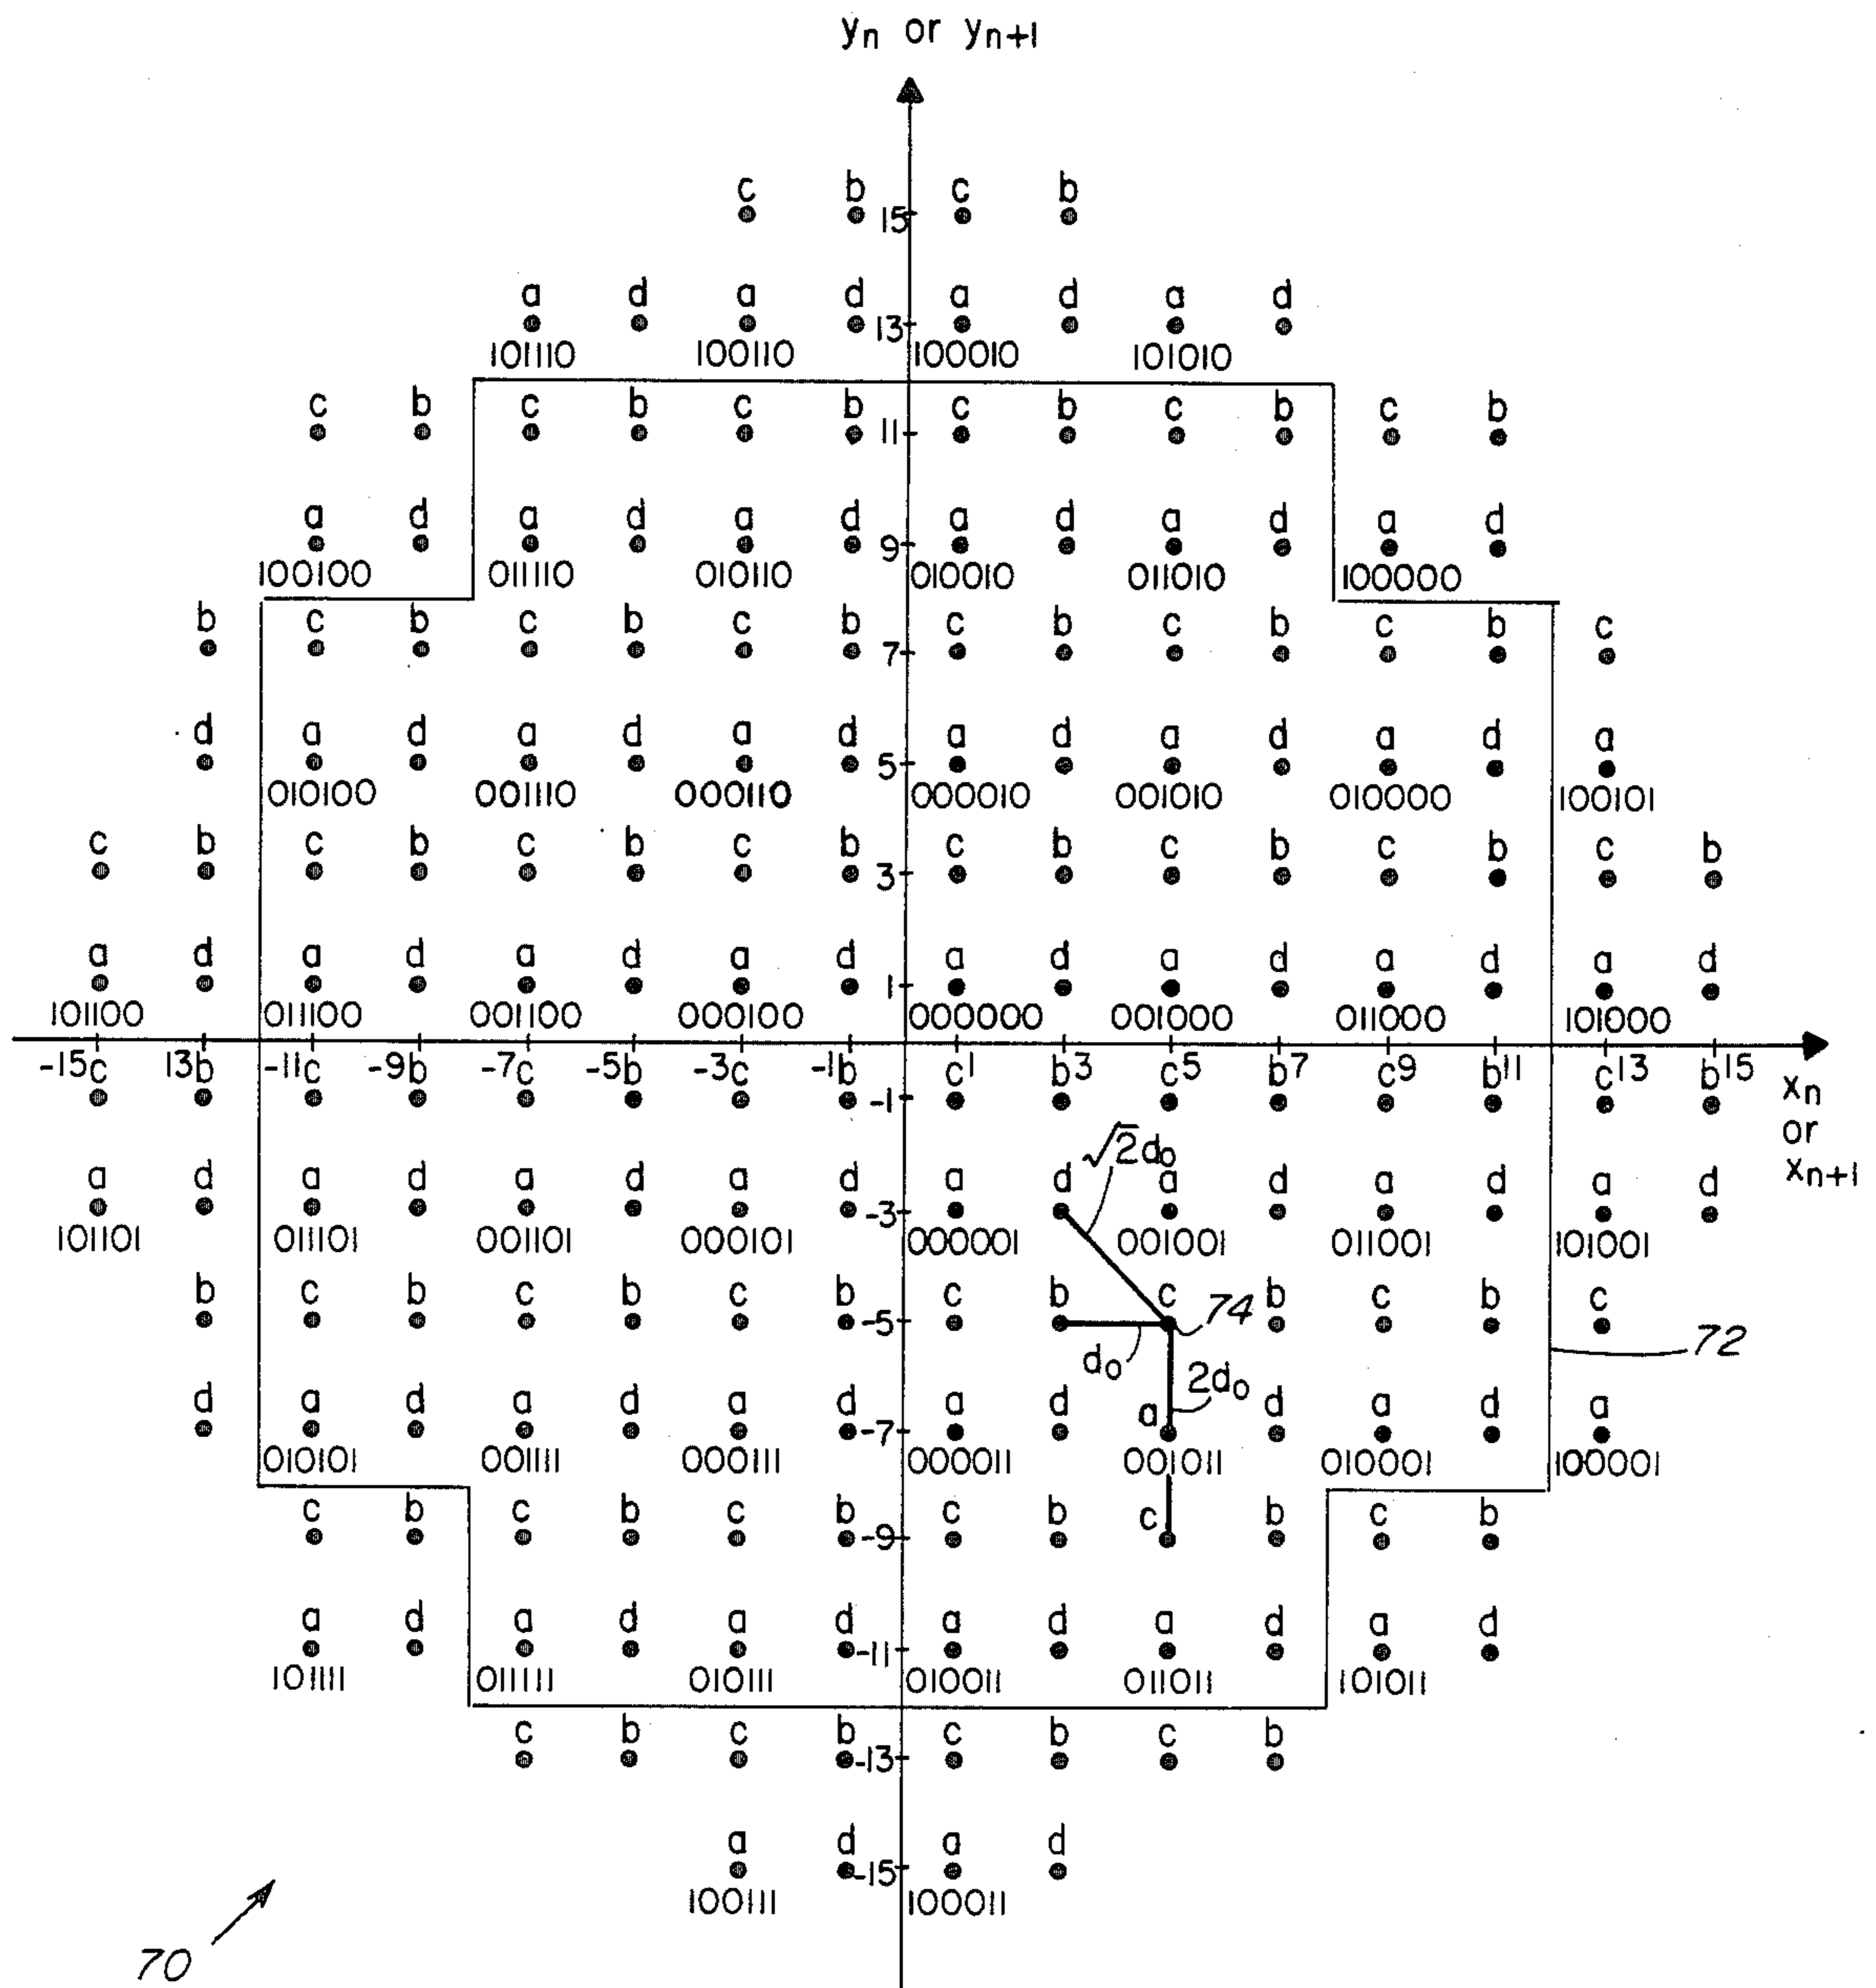 yn or yn+1
c b c b
15
a d a d a d a d
13
101110 100110 100010 101010
c b c b c b c b c b c b
11
a d a d a d a d a d a d
9
100100 011110 010110 010010 011010 100000
b c b c b c b c b c b c b c
7
d a d a d a d a d a d a d a
5
010100 001110 000110 000010 001010 010000 100101
c b c b c b c b c b c b c b c b
3
a d a d a d a d a d a d a d a d
1
101100 011100 001100 000100 000000 001000 011000 101000
-15 13 -11 -9 -7 -5 -3 -1 1 3 5 7 9 11 13 15
c b c b c b c b c b c b c b c b
-1
xn
or
xn+1
√2d0
a d a d a d a d a d a d a d a d
-3
101101 011101 001101 000101 000001 001001 011001 101001
b c b c b c b c b c b c b c
-5
74
72
d0
2d0
d a d a d a d a d a d a d a
-7
010101 001111 000111 000011 001011 010001 100001
c b c b c b c b c b c b
-9
a d a d a d a d a d a d
-11
101111 011111 010111 010011 011011 101011
c b c b c b c b
-13
a d a d
-15
100111 100011
70